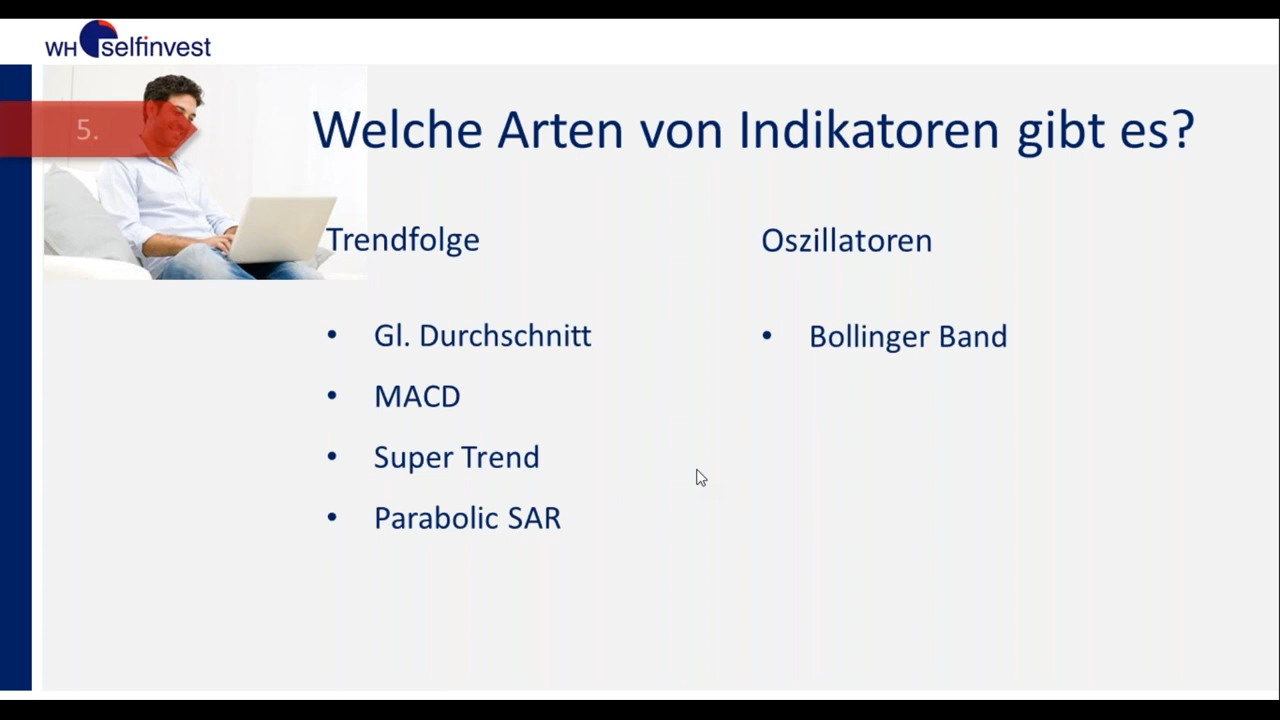 WH selfinvest
5.
Welche Arten von Indikatoren gibt es?
Trendfolge
• Gl. Durchschnitt
• MACD
• Super Trend
• Parabolic SAR
Oszillatoren
• Bollinger Band